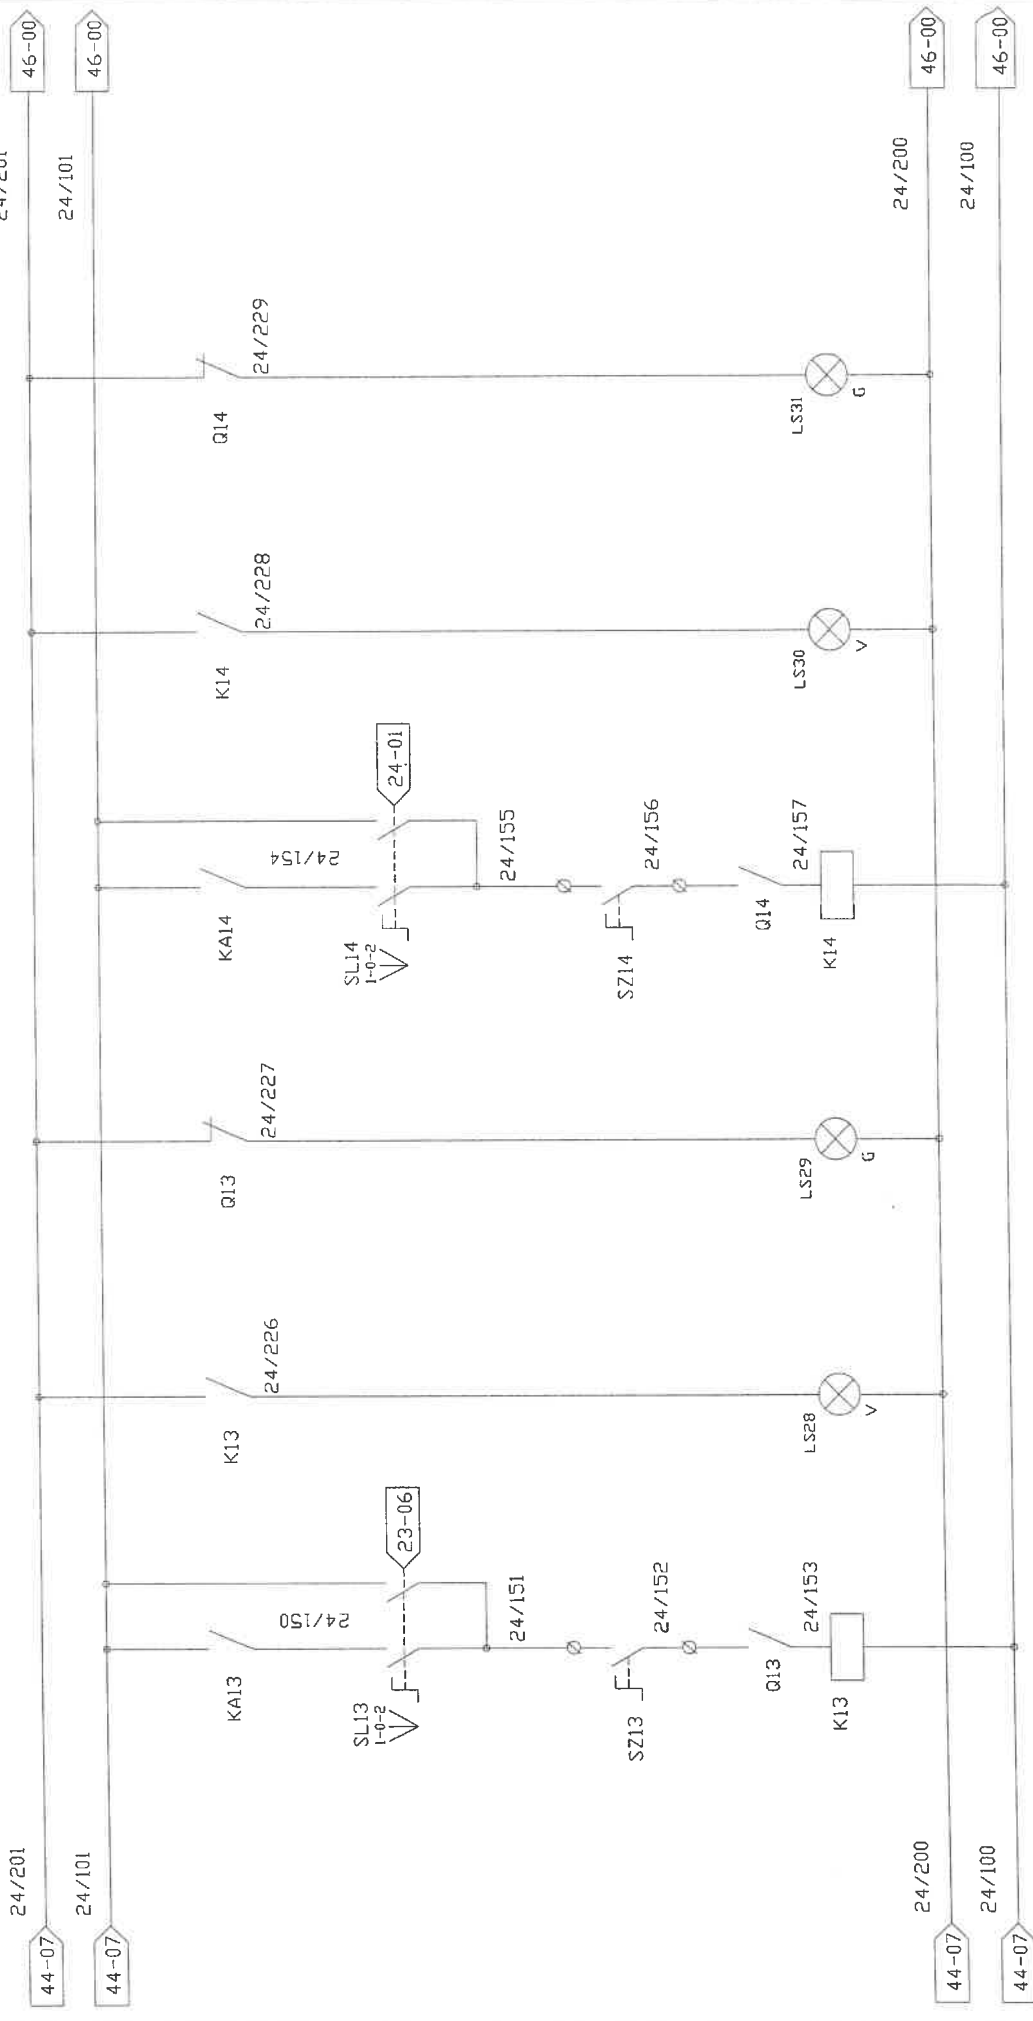 44-07
24/201
24/201
46-00
44-07
24/101
24/101
46-00
KA13
24/150
SL13
1-0-2
23-06
24/151
SZ13
24/152
Q13
24/153
K13
K13
24/226
LS28
V
Q13
24/227
LS29
G
KA14
24/154
SL14
1-0-2
24-01
24/155
SZ14
24/156
Q14
24/157
K14
K14
24/228
LS30
V
Q14
24/229
LS31
G
44-07
24/200
24/200
46-00
44-07
24/100
24/100
46-00